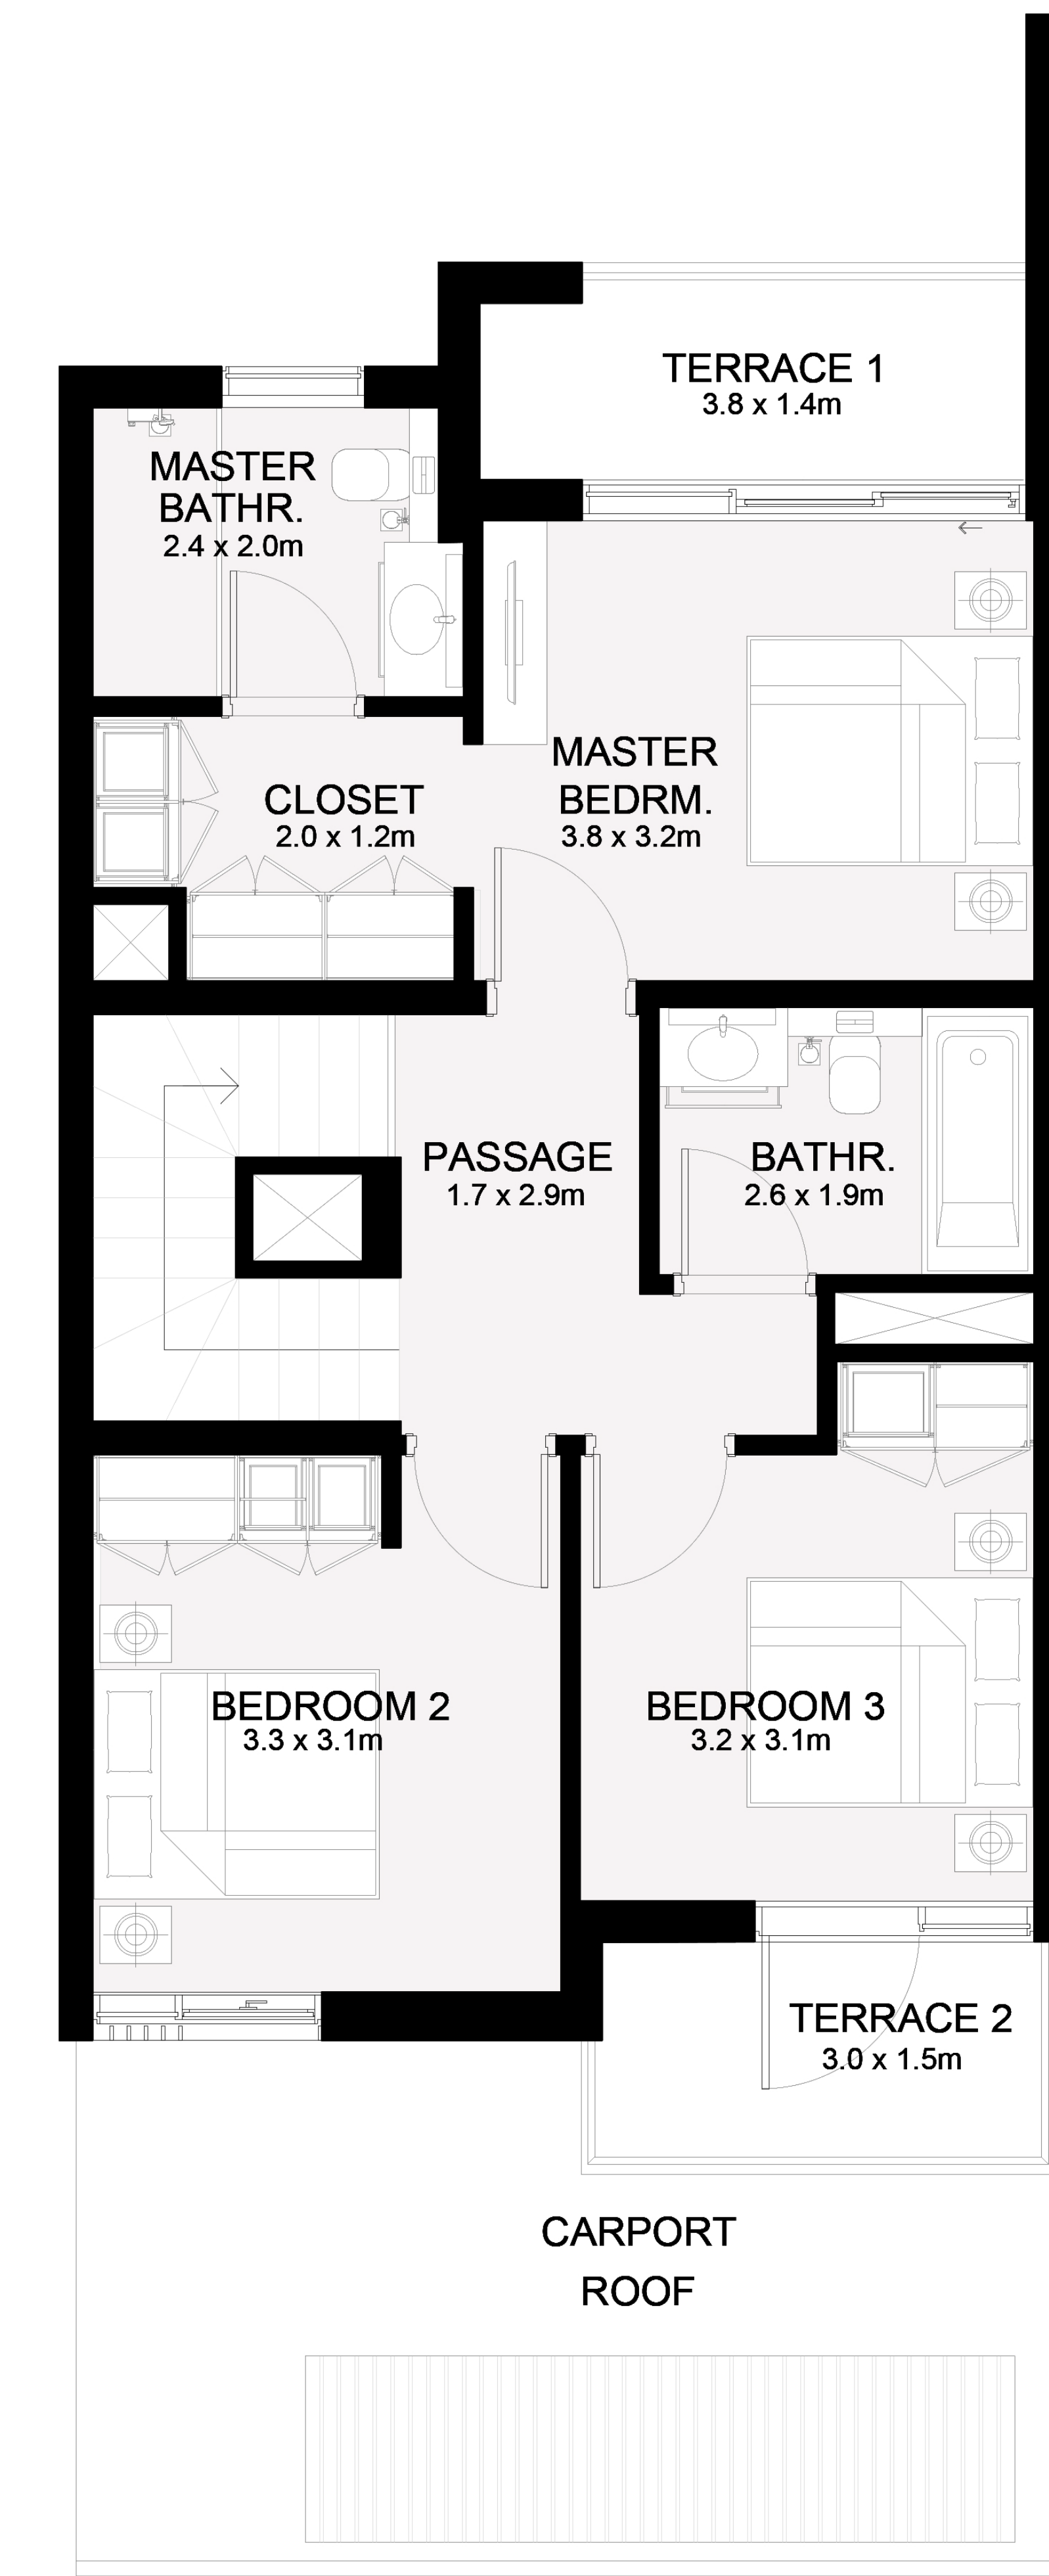 TERRACE 1
3.8 x 1.4m
MASTER
BATHR.
2.4 x 2.0m
MASTER
BEDRM.
3.8 x 3.2m
CLOSET
2.0 x 1.2m
PASSAGE
1.7 x 2.9m
BATHR.
2.6 x 1.9m
BEDROOM 2
3.3 x 3.1m
BEDROOM 3
3.2 x 3.1m
TERRACE 2
3.0 x 1.5m
CARPORT
ROOF